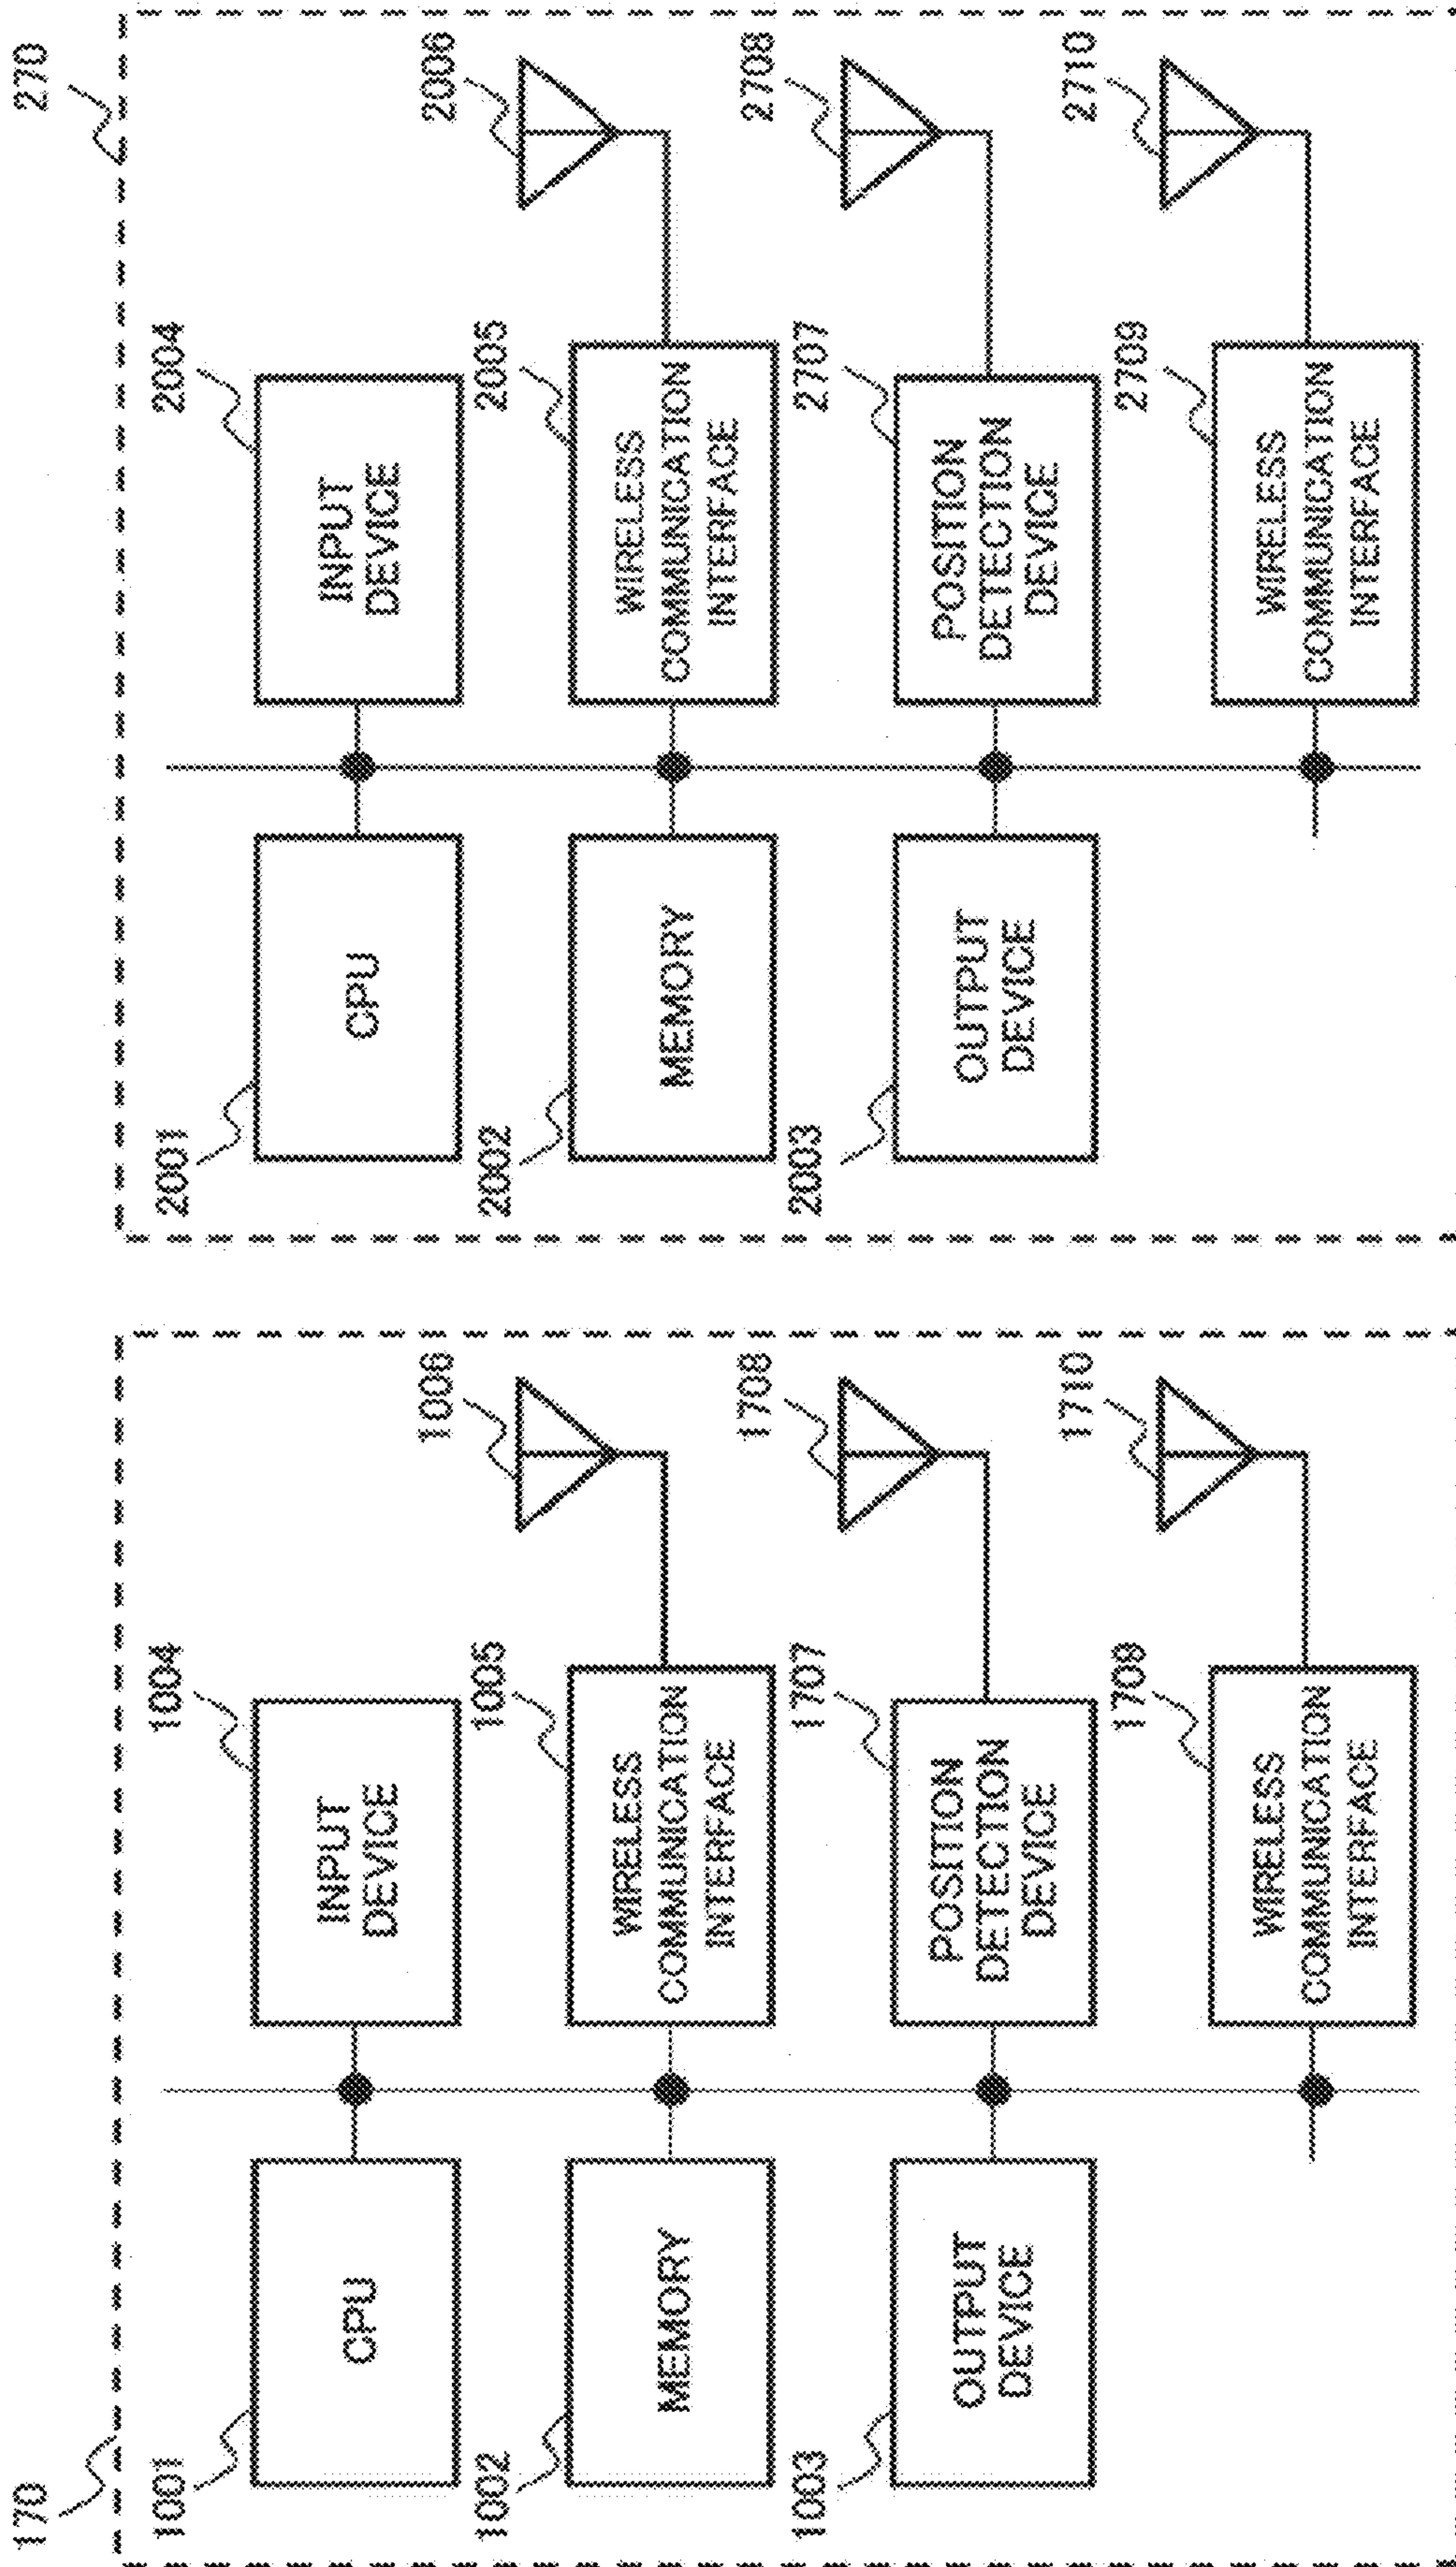 170
1001
CPU
1004
INPUT
DEVICE
1006
1002
MEMORY
1005
WIRELESS
COMMUNICATION
INTERFACE
1708
1003
OUTPUT
DEVICE
1707
POSITION
DETECTION
DEVICE
1710
1709
WIRELESS
COMMUNICATION
INTERFACE
270
2001
CPU
2004
INPUT
DEVICE
2006
2002
MEMORY
2005
WIRELESS
COMMUNICATION
INTERFACE
2708
2003
OUTPUT
DEVICE
2707
POSITION
DETECTION
DEVICE
2710
2709
WIRELESS
COMMUNICATION
INTERFACE